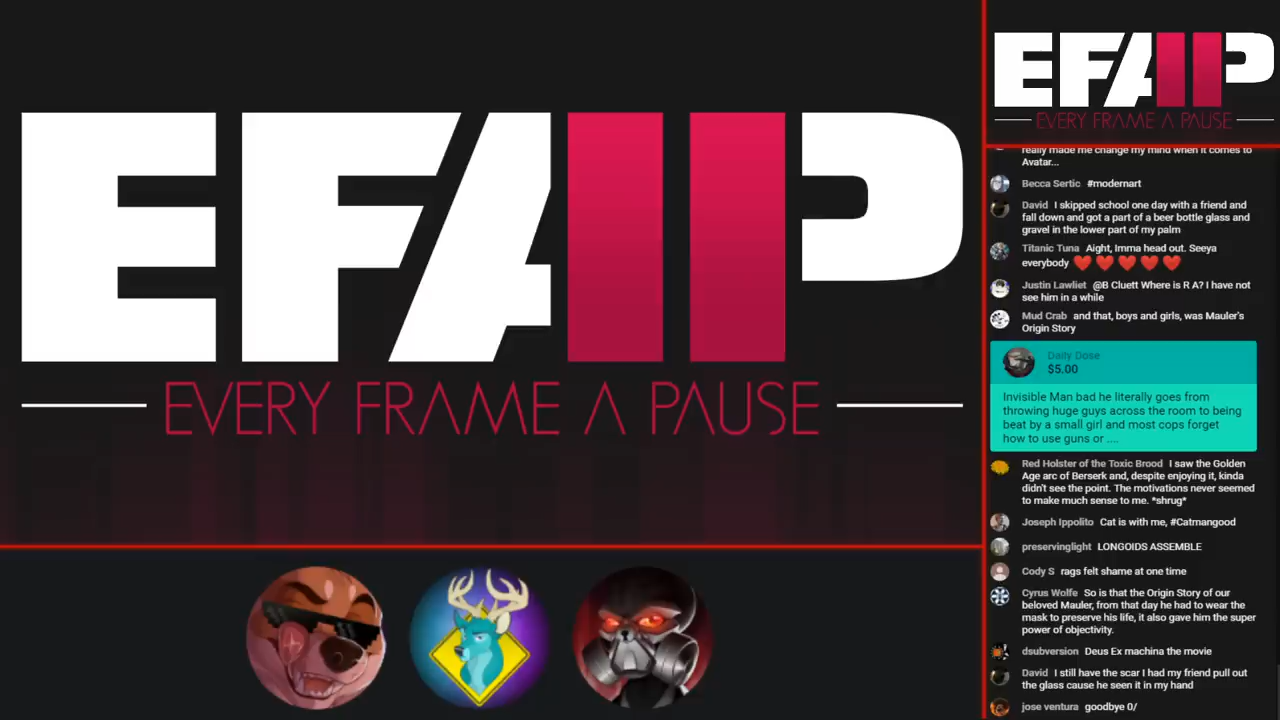 EFAIIP
EVERY FRAME A PAUSE
EFAIIP
EVERY FRAME A PAUSE
really made me change my mind when it comes to
Avatar...
Becca Sertic #modernart
David I skipped school one day with a friend and
fall down and got a part of a beer bottle glass and
gravel in the lower part of my palm
Titanic Tuna Aight, Imma head out. Seeya
everybody ❤️❤️❤️❤️❤️
Justin Lawliet @B Cluett Where is R A? I have not
see him in a while
Mud Crab and that, boys and girls, was Mauler's
Origin Story
Daily Dose
$5.00
Invisible Man bad he literally goes from
throwing huge guys across the room to being
beat by a small girl and most cops forget
how to use guns or ....
Red Holster of the Toxic Brood I saw the Golden
Age arc of Berserk and, despite enjoying it, kinda
didn't see the point. The motivations never seemed
to make much sense to me. *shrug*
Joseph Ippolito Cat is with me, #Catmangood
preservinglight LONGOIDS ASSEMBLE
Cody S rags felt shame at one time
Cyrus Wolfe So is that the Origin Story of our
beloved Mauler, from that day he had to wear the
mask to preserve his life, it also gave him the super
power of objectivity.
dsubversion Deus Ex machina the movie
David I still have the scar I had my friend pull out
the glass cause he seen it in my hand
jose ventura goodbye 0/